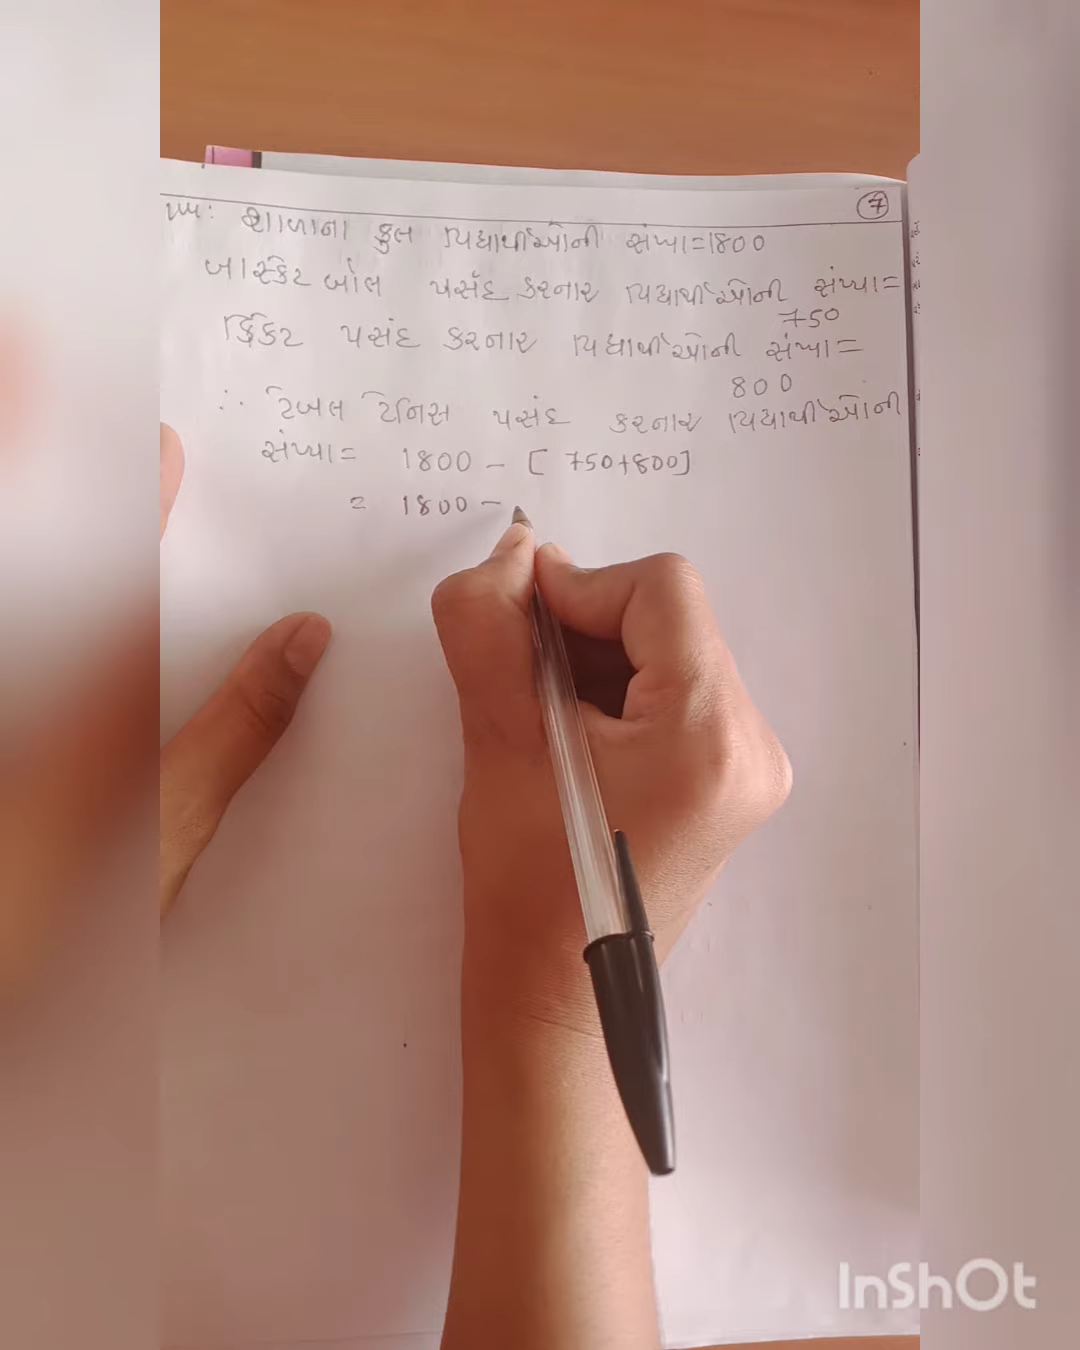 ⑦
શાળાના કુલ વિદ્યાર્થીઓની સંખ્યા=1800
બાસ્કેટ બોલ પસંદ કરનાર વિદ્યાર્થીઓની સંખ્યા=
750
ક્રિકેટ પસંદ કરનાર વિદ્યાર્થીઓની સંખ્યા=
800
∴ ટેબલ ટેનિસ પસંદ કરનાર વિદ્યાર્થીઓની
સંખ્યા= 1800 - [ 750+800]
= 1800 -
InShOt